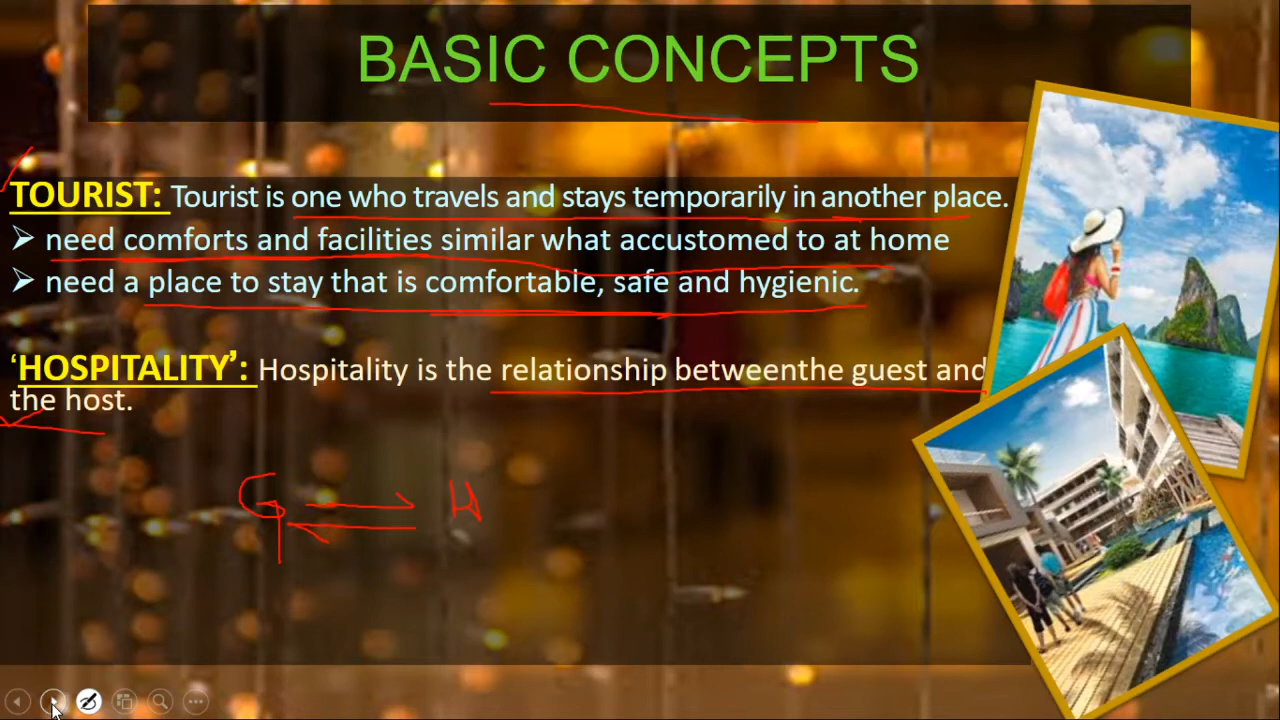 BASIC CONCEPTS
TOURIST: Tourist is one who travels and stays temporarily in another place.
➢ need comforts and facilities similar what accustomed to at home
➢ need a place to stay that is comfortable, safe and hygienic.
‘HOSPITALITY’: Hospitality is the relationship betweenthe guest and
the host.
G H